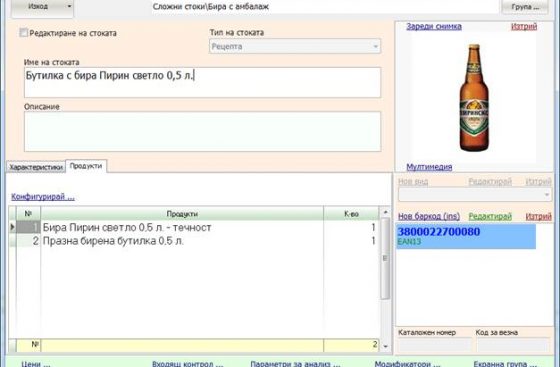 Изход
Сложни стоки\Бира с амбалаж
Група ...
Редактиране на стоката
Тип на стоката
Рецепта
Име на стоката
Бутилка с бира Пирин светло 0,5 л.
Описание
Зареди снимка
Изтрий
Мултимедия
Характеристики
Продукти
Конфигурирай ...
№
Продукти
К-во
1
Бира Пирин светло 0,5 л. - течност
1
2
Празна бирена бутилка 0.5 л.
1
№
2
Нов вид
Редактирай
Изтрий
Нов баркод (ins)
Редактирай
Изтрий
3800022700080
EAN13
Каталожен номер
Код за везна
Цени ...
Входящ контрол ...
Параметри за анализ ...
Модификатори ...
Екранна група ...